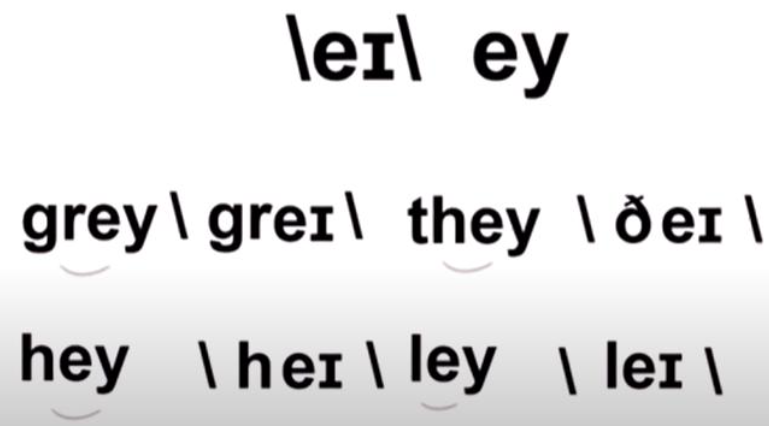 \eɪ\ ey
grey \ greɪ \ they \ ðeɪ \
hey \ heɪ \ ley \ leɪ \